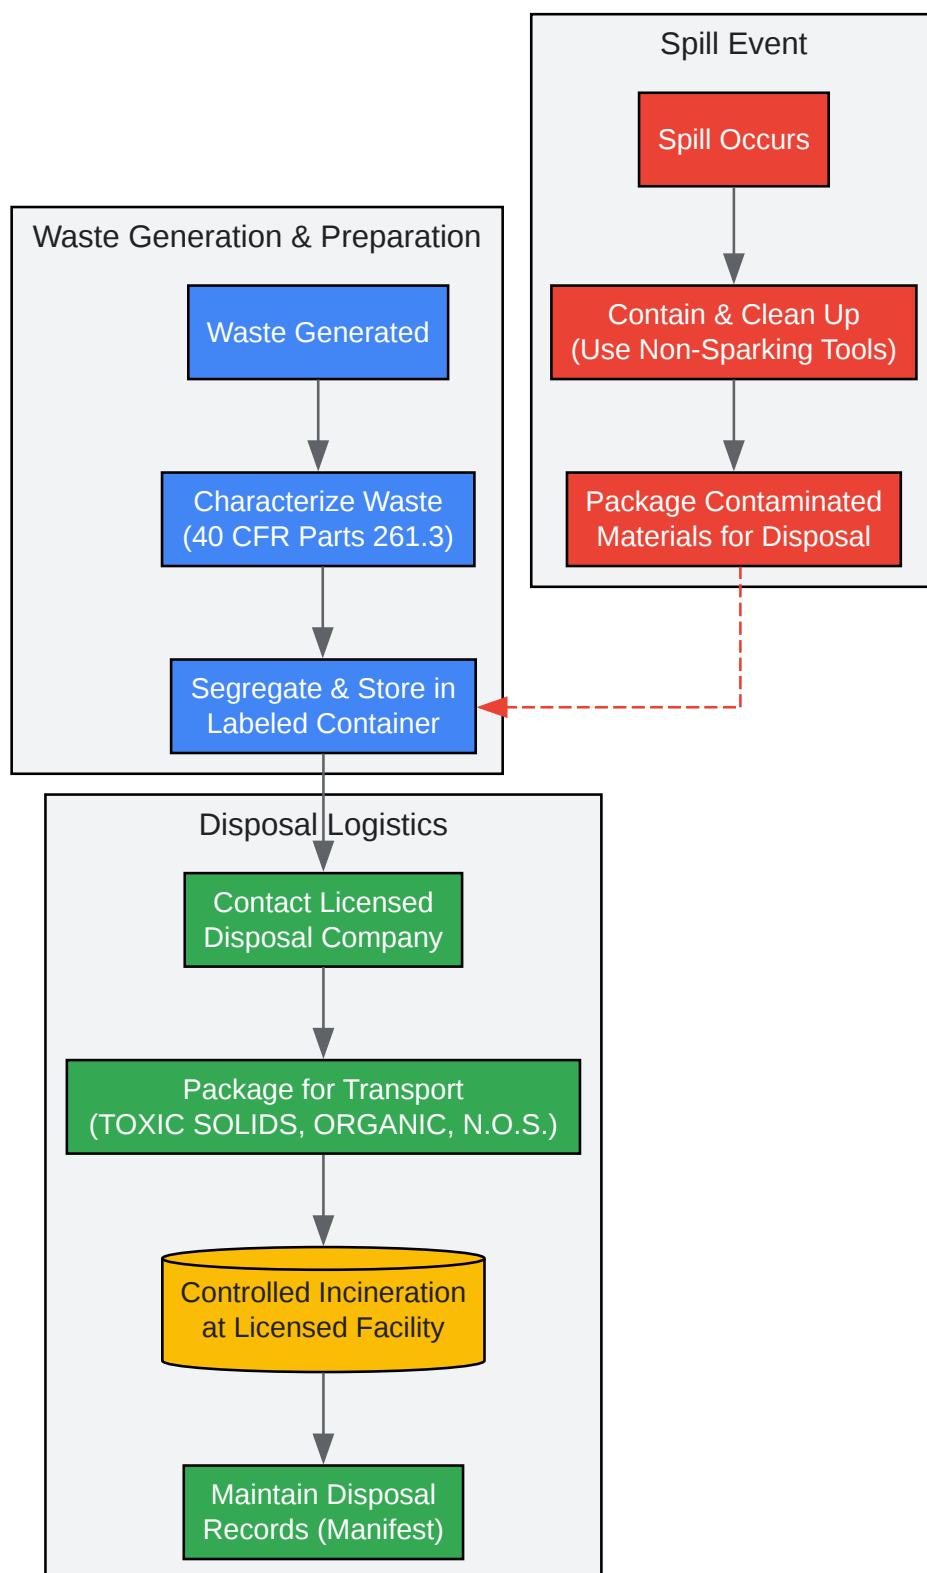 Spill Event
Spill Occurs
Contain & Clean Up
(Use Non-Sparking Tools)
Package Contaminated
Materials for Disposal
Waste Generation & Preparation
Waste Generated
Characterize Waste
(40 CFR Parts 261.3)
Segregate & Store in
Labeled Container
Disposal Logistics
Contact Licensed
Disposal Company
Package for Transport
(TOXIC SOLIDS, ORGANIC, N.O.S.)
Controlled Incineration
at Licensed Facility
Maintain Disposal
Records (Manifest)